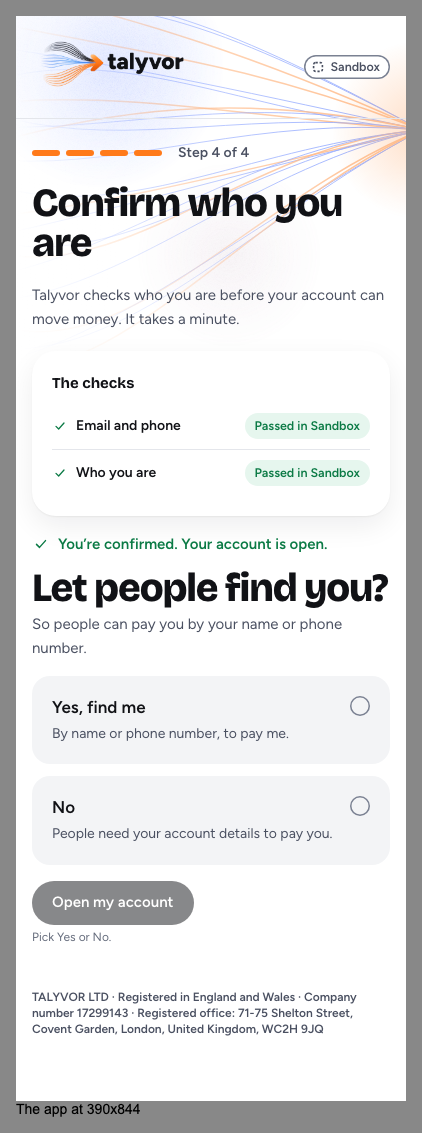 talyvor
Sandbox
Step 4 of 4
Confirm who you
are
Talyvor checks who you are before your account can
move money. It takes a minute.
The checks
Email and phone
Passed in Sandbox
Who you are
Passed in Sandbox
You’re confirmed. Your account is open.
Let people find you?
So people can pay you by your name or phone
number.
Yes, find me
By name or phone number, to pay me.
No
People need your account details to pay you.
Open my account
Pick Yes or No.
TALYVOR LTD · Registered in England and Wales · Company
number 17299143 · Registered office: 71-75 Shelton Street,
Covent Garden, London, United Kingdom, WC2H 9JQ
The app at 390x844